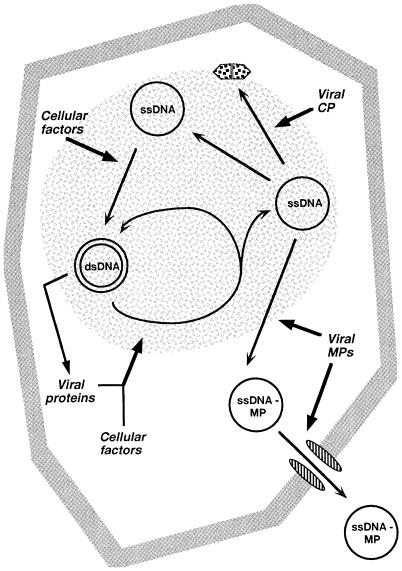 Viral
CP
ssDNA
Cellular
factors
ssDNA
dsDNA
Viral
MPs
Viral
proteins
ssDNA -
MP
Cellular
factors
ssDNA -
MP